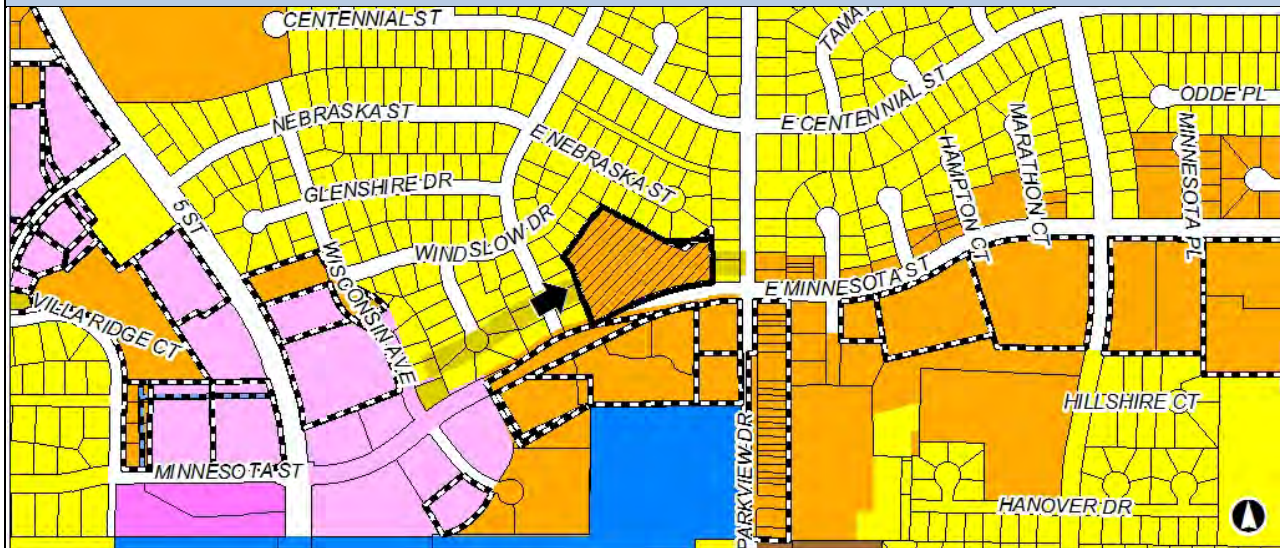 CENTENNIAL ST
TAMA
NEBRASKA ST
E CENTENNIAL ST
ODDE PL
E NEBRASKA ST
HAMPTON CT
MARATHON CT
MINNESOTA PL
GLENSHIRE DR
5 ST
WINDSLOW DR
WISCONSIN AVE
E MINNESOTA ST
VILLA RIDGE CT
HILLSHIRE CT
MINNESOTA ST
PARKVIEW DR
HANOVER DR